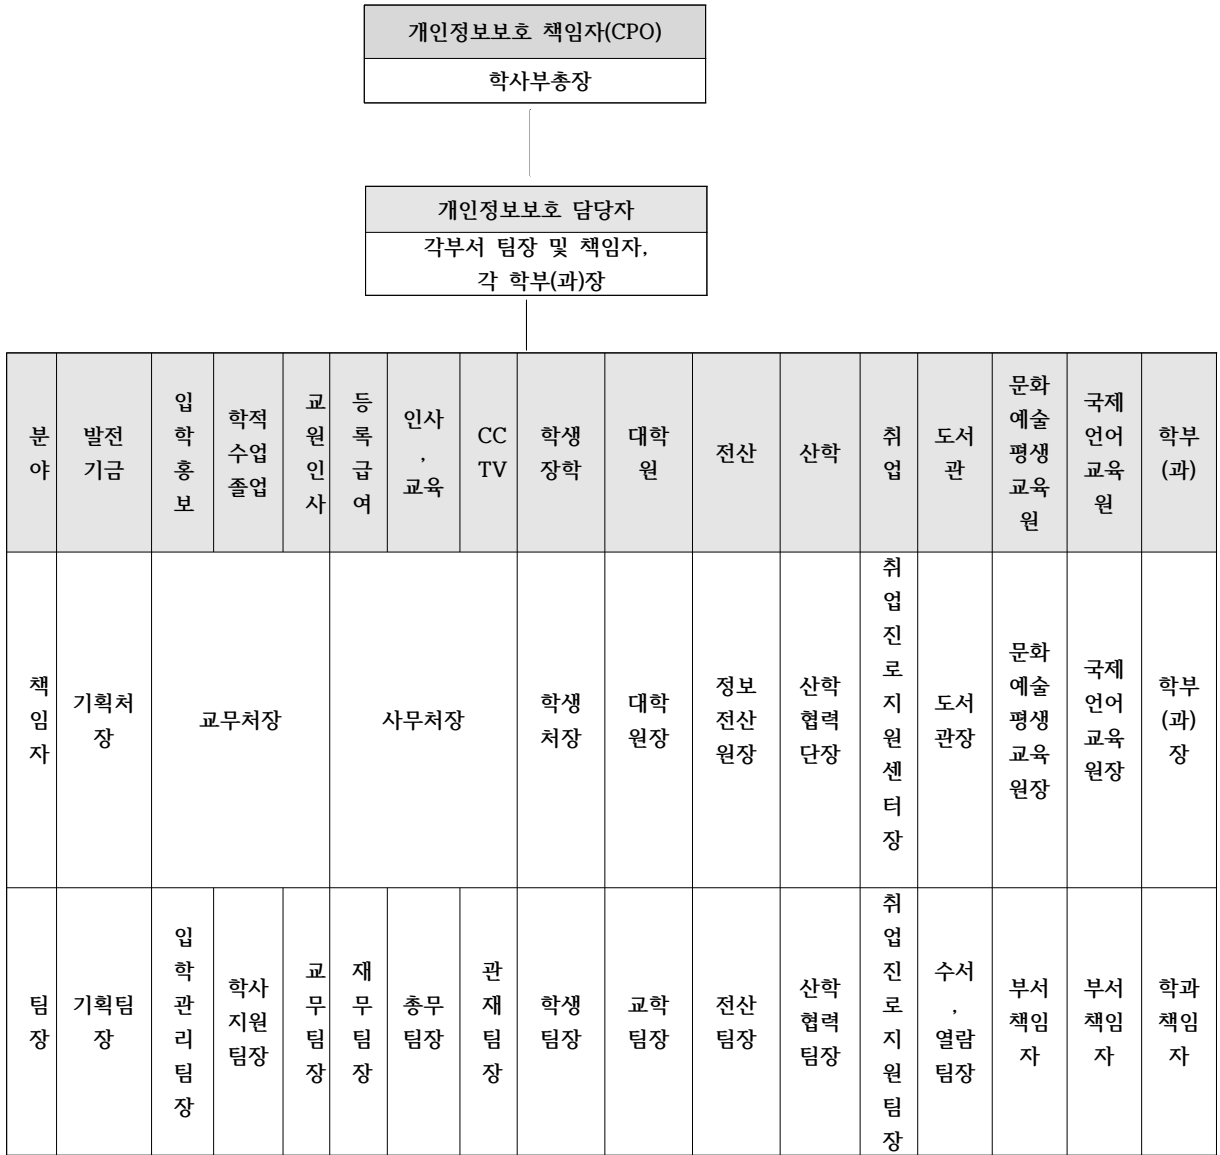 개인정보보호 책임자(CPO)
학사부총장
개인정보보호 담당자
각부서 팀장 및 책임자,
각 학부(과)장
분
야
발전
기금
입
학
홍
보
학적
수업
졸업
교
원
인
사
등
록
급
여
인사
,
교육
CC
TV
학생
장학
대학
원
전산
산학
취
업
도서
관
문화
예술
평생
교육
원
국제
언어
교육
원
학부
(과)
책
임
자
기획처
장
교무처장
사무처장
학생
처장
대학
원장
정보
전산
원장
산학
협력
단장
취
업
진
로
지
원
센
터
장
도서
관장
문화
예술
평생
교육
원장
국제
언어
교육
원장
학부
(과)
장
팀
장
기획팀
장
입
학
관
리
팀
장
학사
지원
팀장
교
무
팀
장
재
무
팀
장
총무
팀장
관
재
팀
장
학생
팀장
교학
팀장
전산
팀장
산학
협력
팀장
취
업
진
로
지
원
팀
장
수서
,
열람
팀장
부서
책임
자
부서
책임
자
학과
책임
자